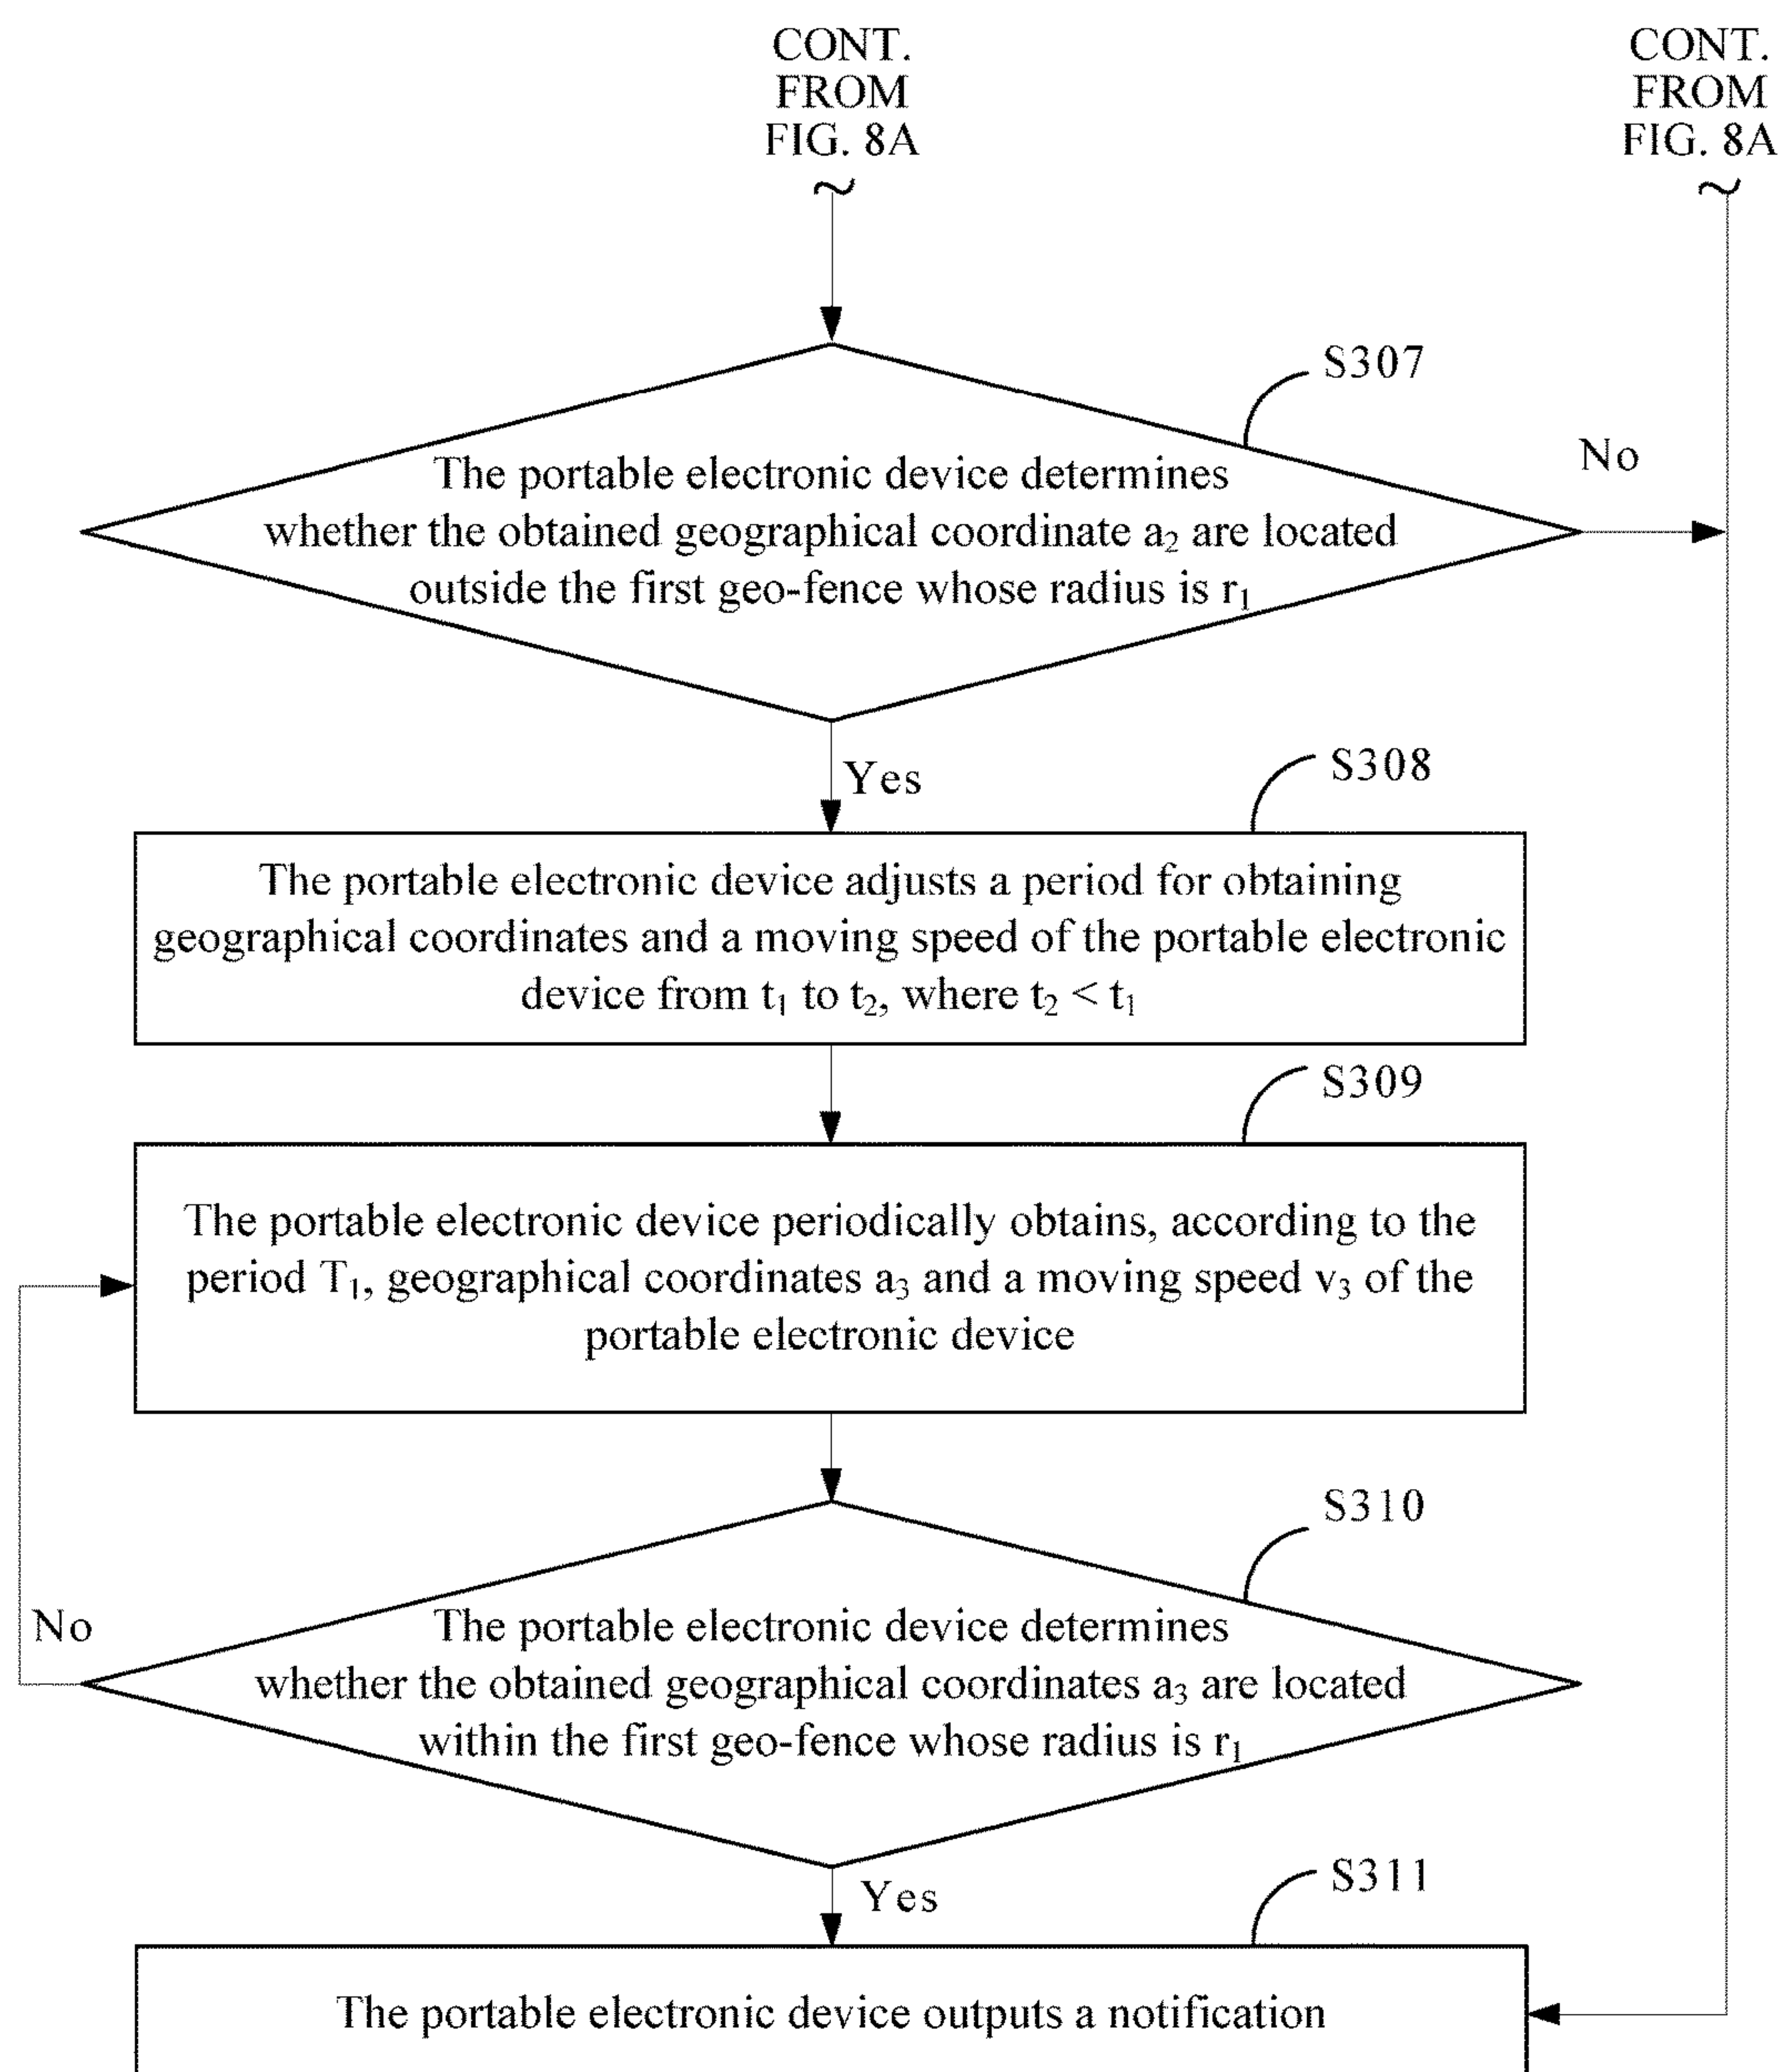 CONT.
FROM
FIG. 8A
CONT.
FROM
FIG. 8A
S307
The portable electronic device determines
whether the obtained geographical coordinate a₂ are located
outside the first geo-fence whose radius is r₁
No
Yes
S308
The portable electronic device adjusts a period for obtaining
geographical coordinates and a moving speed of the portable electronic
device from t₁ to t₂, where t₂ < t₁
S309
The portable electronic device periodically obtains, according to the
period T₁, geographical coordinates a₃ and a moving speed v₃ of the
portable electronic device
S310
The portable electronic device determines
whether the obtained geographical coordinates a₃ are located
within the first geo-fence whose radius is r₁
No
Yes
S311
The portable electronic device outputs a notification